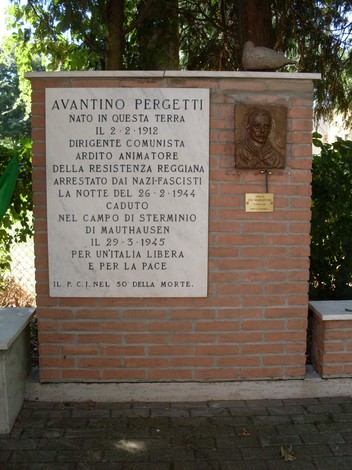 AVANTINO PERGETTI
NATO IN QUESTA TERRA
IL 2-2-1912
DIRIGENTE COMUNISTA
ARDITO ANIMATORE
DELLA RESISTENZA REGGIANA
ARRESTATO DAI NAZI-FASCISTI
LA NOTTE DEL 26-2-1944
CADUTO
NEL CAMPO DI STERMINIO
DI MAUTHAUSEN
IL 29-3-1945
PER UN'ITALIA LIBERA
E PER LA PACE
IL P.C.I. NEL 50° DELLA MORTE.